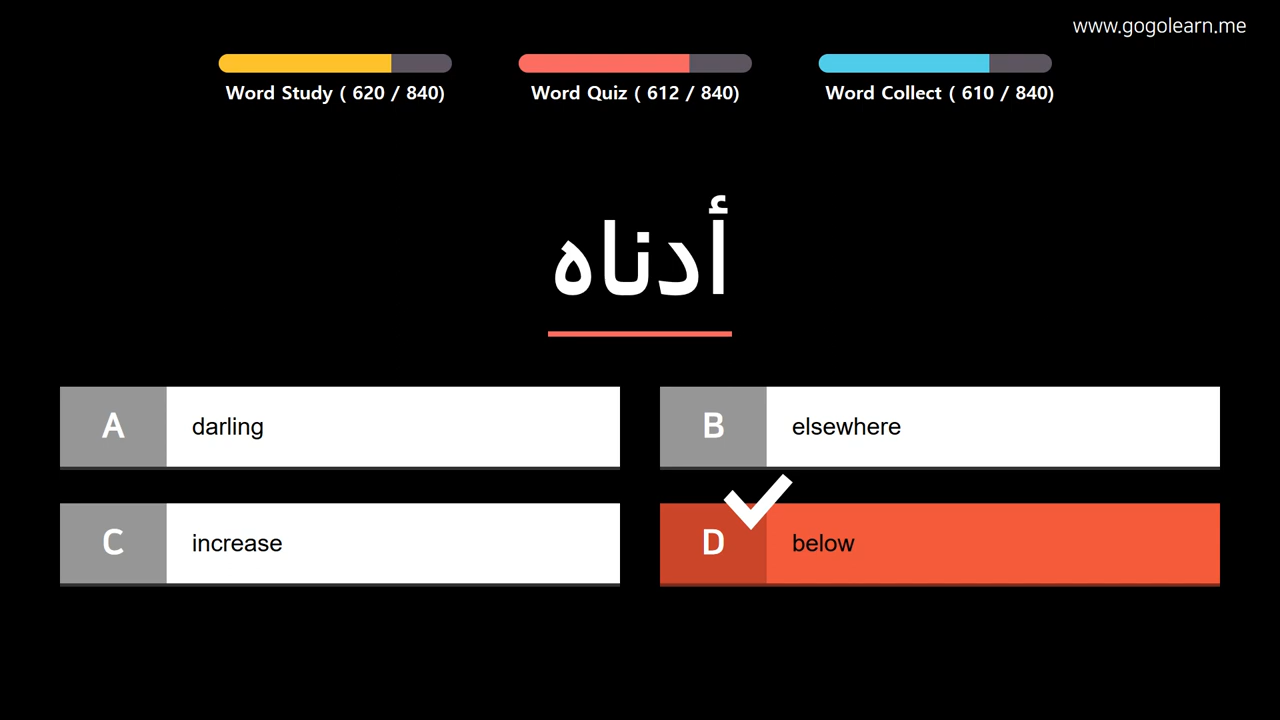 www.gogolearn.me
Word Study ( 620 / 840)
Word Quiz ( 612 / 840)
Word Collect ( 610 / 840)
أدناه
A darling
B elsewhere
C increase
D below